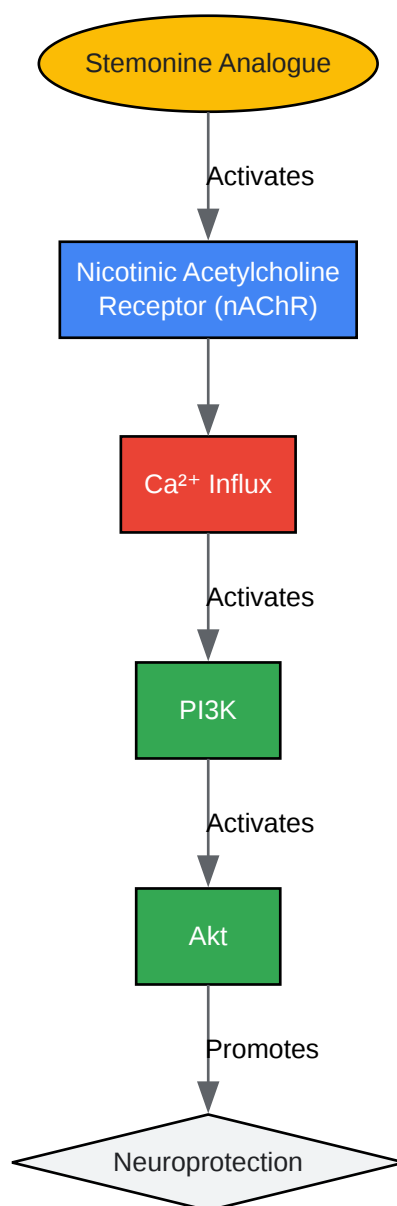 Stemonine Analogue
Activates
Nicotinic Acetylcholine
Receptor (nAChR)
Ca²⁺ Influx
Activates
PI3K
Activates
Akt
Promotes
Neuroprotection